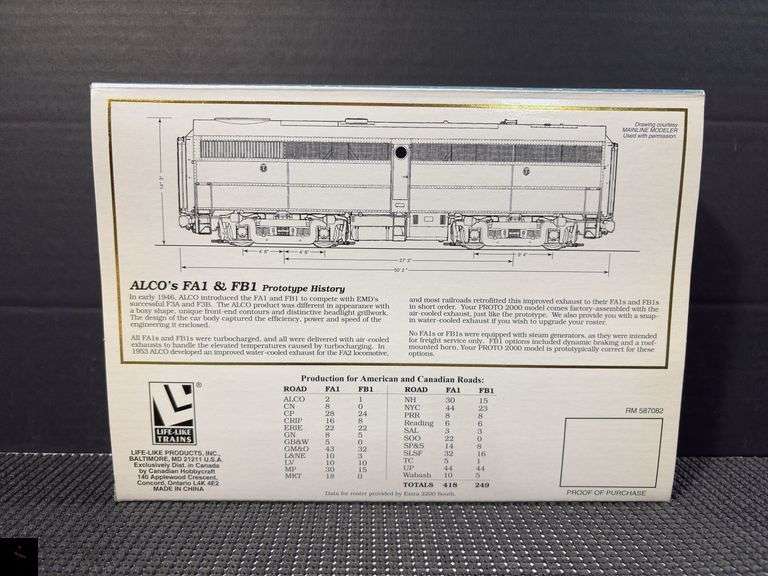 Drawing courtesy
MAINLINE MODELER
Used with permission.
ALCO's FA1 & FB1 Prototype History
In early 1946, ALCO introduced the FA1 and FB1 to compete with EMD's
successful F3A and F3B. The ALCO product was different in appearance with
a boxy shape, unique front-end contours and distinctive headlight grillwork.
The design of the car body captured the efficiency, power and speed of the
engineering it enclosed.
All FA1s and FB1s were turbocharged, and all were delivered with air-cooled
exhausts to handle the elevated temperatures caused by turbocharging. In
1953 ALCO developed an improved water-cooled exhaust for the FA2 locomotive,
and most railroads retrofitted this improved exhaust to their FA1s and FB1s
in short order. Your PROTO 2000 model comes factory-assembled with the
air-cooled exhaust, just like the prototype. We also provide you with a snap-
in water-cooled exhaust if you wish to upgrade your roster.
No FA1s or FB1s were equipped with steam generators, as they were intended
for freight service only. FB1 options included dynamic braking and a roof-
mounted horn. Your PROTO 2000 model is prototypically correct for these
options.
Production for American and Canadian Roads:
ROAD FA1 FB1
ALCO 2 1
CN 8 0
CP 28 24
CRIP 16 8
ERIE 22 22
GN 8 5
GB&W 5 0
GM&O 43 32
L&NE 10 3
LV 10 10
MP 30 15
MKT 18 0
ROAD FA1 FB1
NH 30 15
NYC 44 23
PRR 8 8
Reading 6 6
SAL 3 3
SOO 22 0
SP&S 14 8
SLSF 32 16
TC 5 1
UP 44 44
Wabash 10 5
TOTALS 418 249
Data for roster provided by Extra 2200 South.
LIFE-LIKE
TRAINS
®
LIFE-LIKE PRODUCTS, INC.,
BALTIMORE, MD 21211 U.S.A.
Exclusively Dist. in Canada
by Canadian Hobbycraft
140 Applewood Crescent,
Concord, Ontario L4K 4E2
MADE IN CHINA
RM 587082
PROOF OF PURCHASE